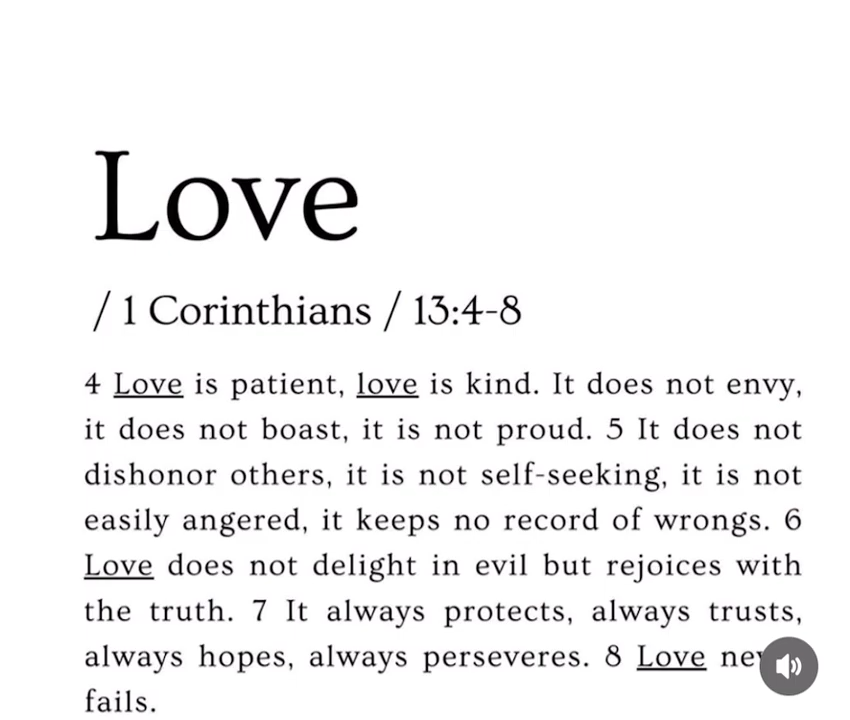 Love
/ 1 Corinthians / 13:4-8
4 Love is patient, love is kind. It does not envy,
it does not boast, it is not proud. 5 It does not
dishonor others, it is not self-seeking, it is not
easily angered, it keeps no record of wrongs. 6
Love does not delight in evil but rejoices with
the truth. 7 It always protects, always trusts,
always hopes, always perseveres. 8 Love
fails.